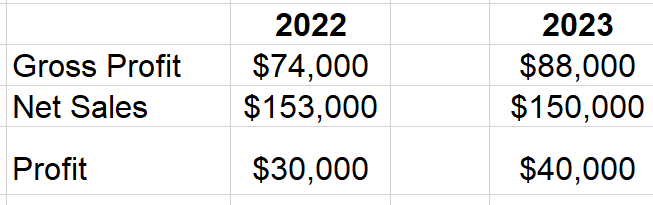 2022 2023
Gross Profit $74,000 $88,000
Net Sales $153,000 $150,000
Profit $30,000 $40,000